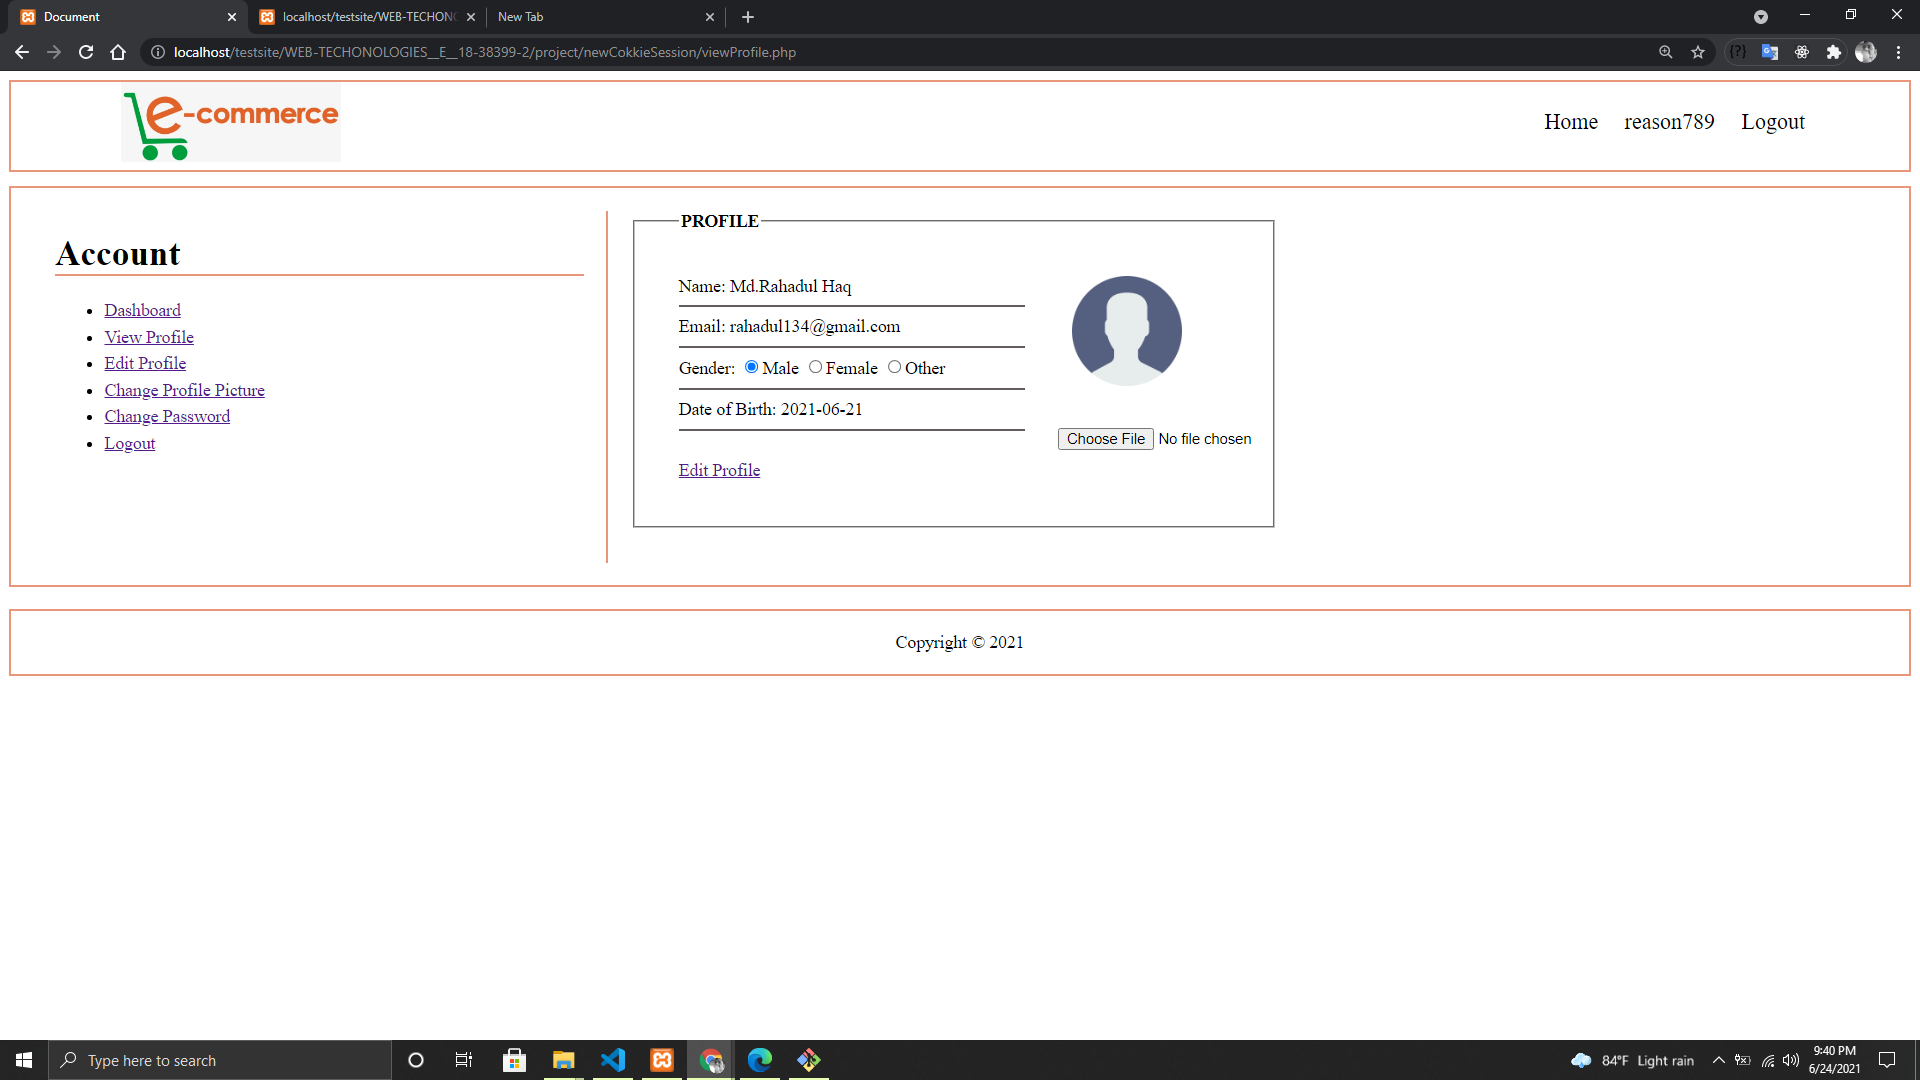 Document
localhost/testsite/WEB-TECHONO
New Tab
localhost/testsite/WEB-TECHONOLOGIES__E__18-38399-2/project/newCokkieSession/viewProfile.php
e-commerce
Home reason789 Logout
Account
Dashboard
View Profile
Edit Profile
Change Profile Picture
Change Password
Logout
PROFILE
Name: Md.Rahadul Haq
Email: rahadul134@gmail.com
Gender: Male Female Other
Date of Birth: 2021-06-21
Choose File No file chosen
Edit Profile
Copyright © 2021
Type here to search
84°F Light rain
9:40 PM
6/24/2021